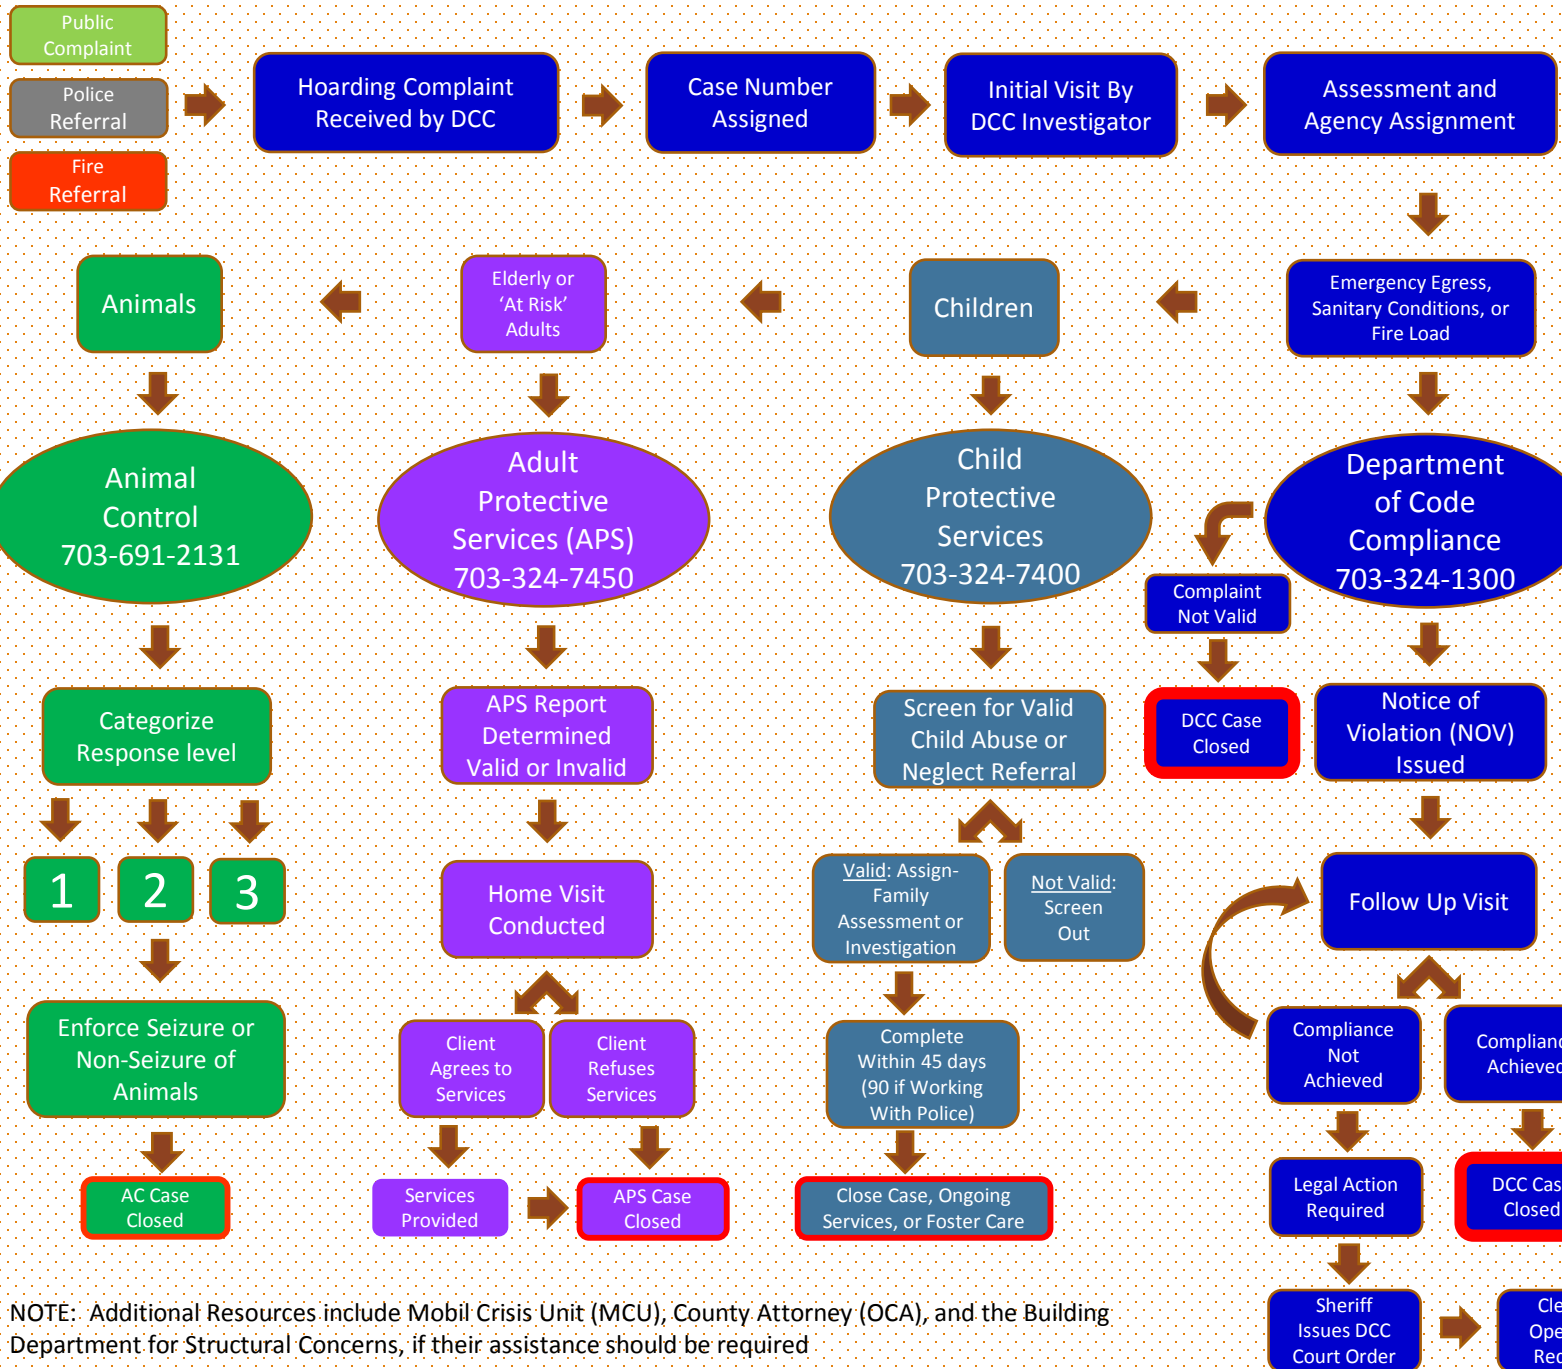 Public
Complaint
Police
Referral
Fire
Referral
Hoarding Complaint
Received by DCC
Case Number
Assigned
Initial Visit By
DCC Investigator
Assessment and
Agency Assignment
Animals
Elderly or
‘At Risk’
Adults
Children
Emergency Egress,
Sanitary Conditions, or
Fire Load
Animal
Control
703-691-2131
Adult
Protective
Services (APS)
703-324-7450
Child
Protective
Services
703-324-7400
Department
of Code
Compliance
703-324-1300
Complaint
Not Valid
DCC Case
Closed
Categorize
Response level
APS Report
Determined
Valid or Invalid
Screen for Valid
Child Abuse or
Neglect Referral
Notice of
Violation (NOV)
Issued
1 2 3
Home Visit
Conducted
Valid: Assign-
Family
Assessment or
Investigation
Not Valid:
Screen
Out
Follow Up Visit
Enforce Seizure or
Non-Seizure of
Animals
Client
Agrees to
Services
Client
Refuses
Services
Complete
Within 45 days
(90 if Working
With Police)
Compliance
Not
Achieved
Achieved
AC Case
Closed
Services
Provided
APS Case
Closed
Close Case, Ongoing
Services, or Foster Care
Legal Action
Required
DCC Cas
Closed
Sheriff
Issues DCC
Court Order
NOTE: Additional Resources include Mobil Crisis Unit (MCU), County Attorney (OCA), and the Building
Department for Structural Concerns, if their assistance should be required